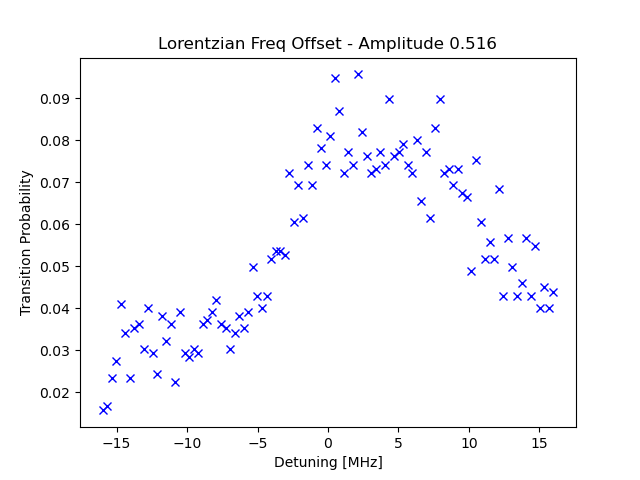 Lorentzian Freq Offset - Amplitude 0.516
Transition Probability
0.09
0.08
0.07
0.06
0.05
0.04
0.03
0.02
−15 −10 −5 0 5 10 15
Detuning [MHz]